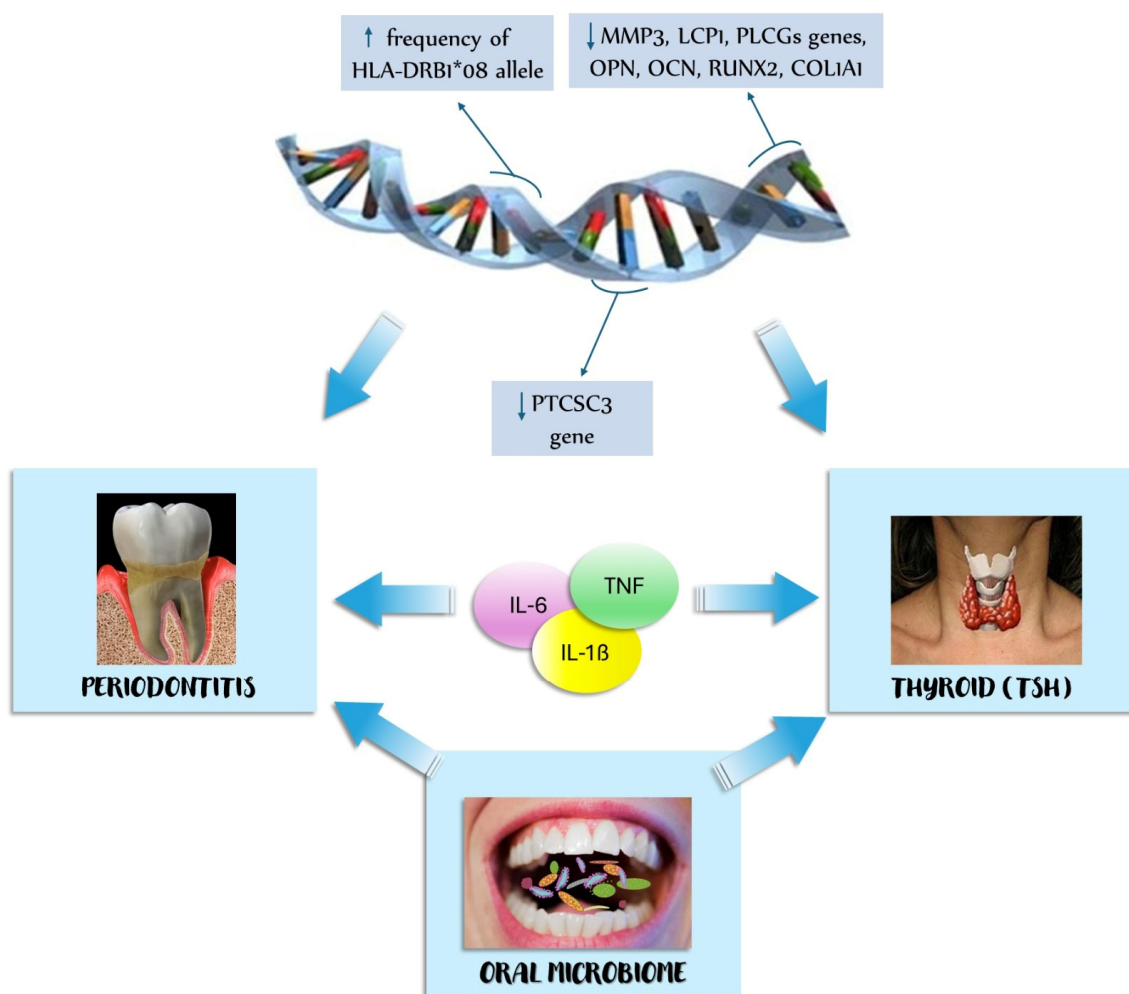 ↑ frequency of
HLA-DRB1*08 allele
↓ MMP3, LCP1, PLCGs genes,
OPN, OCN, RUNX2, COL1A1
↓ PTCSC3
gene
IL-6
TNF
IL-1ß
PERIODONTITIS
THYROID (TSH)
ORAL MICROBIOME